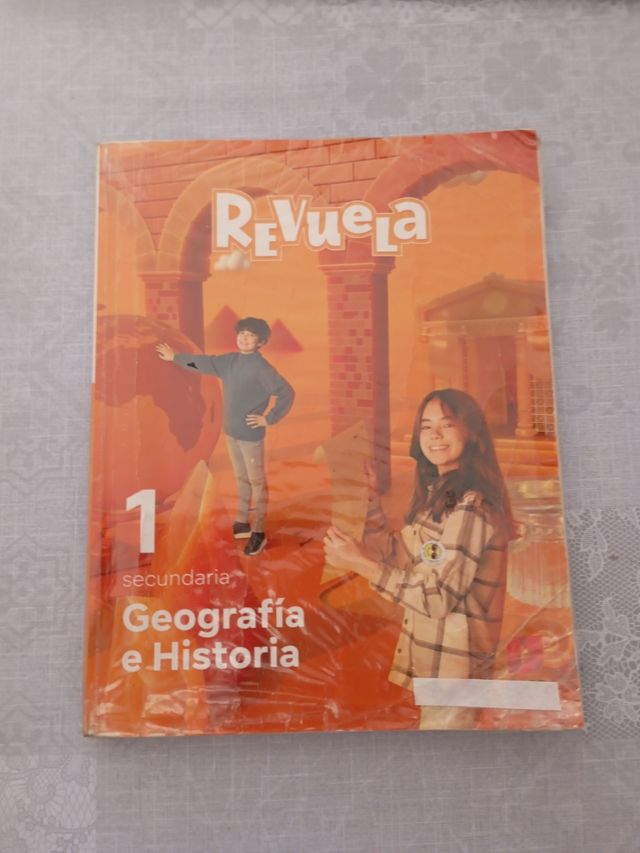 REVUELA
1
secundaria
Geografía
e Historia